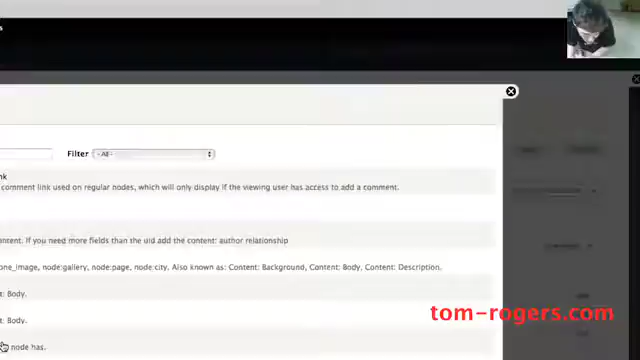 Filter - All -
nk
comment link used on regular nodes, which will only display if the viewing user has access to add a comment.
ntent. If you need more fields than the uid add the content: author relationship
one_image, node:gallery, node:page, node:city. Also known as: Content: Background, Content: Body, Content: Description.
t: Body.
tom-rogers.com
t: Body.
node has.